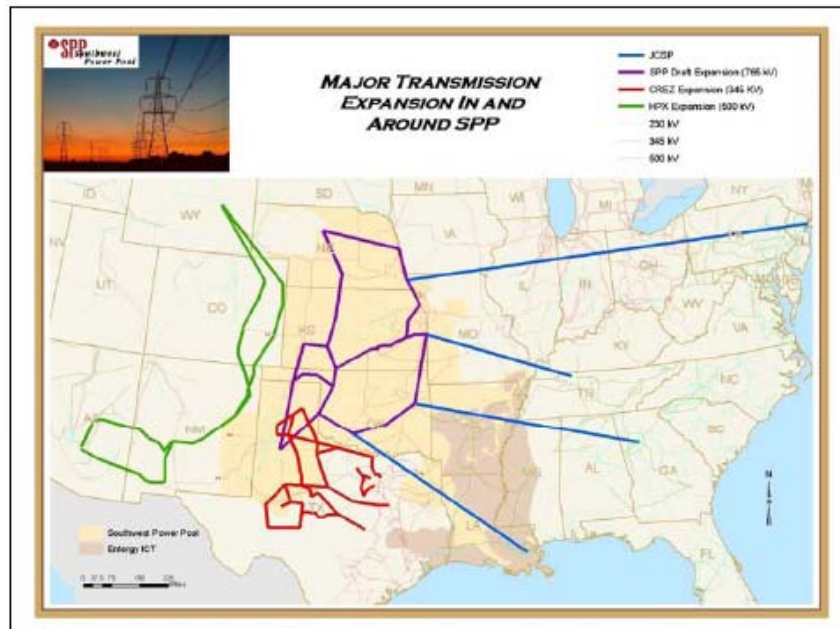 SPP Southwest
Power Pool
MAJOR TRANSMISSION
EXPANSION IN AND
AROUND SPP
JCSP
SPP Draft Expansion (765 kV)
CREZ Expansion (345 KV)
HPX Expansion (500 kV)
230 kV
345 kV
500 kV
ID
WY
SD
MN
WI
MI
NY
NV
UT
CO
NE
IA
IL
IN
OH
KS
MO
KY
WV
VA
AZ
NM
OK
TN
NC
SC
TX
LA
MS
AL
GA
FL
N
Southwest Power Pool
Entergy ICT